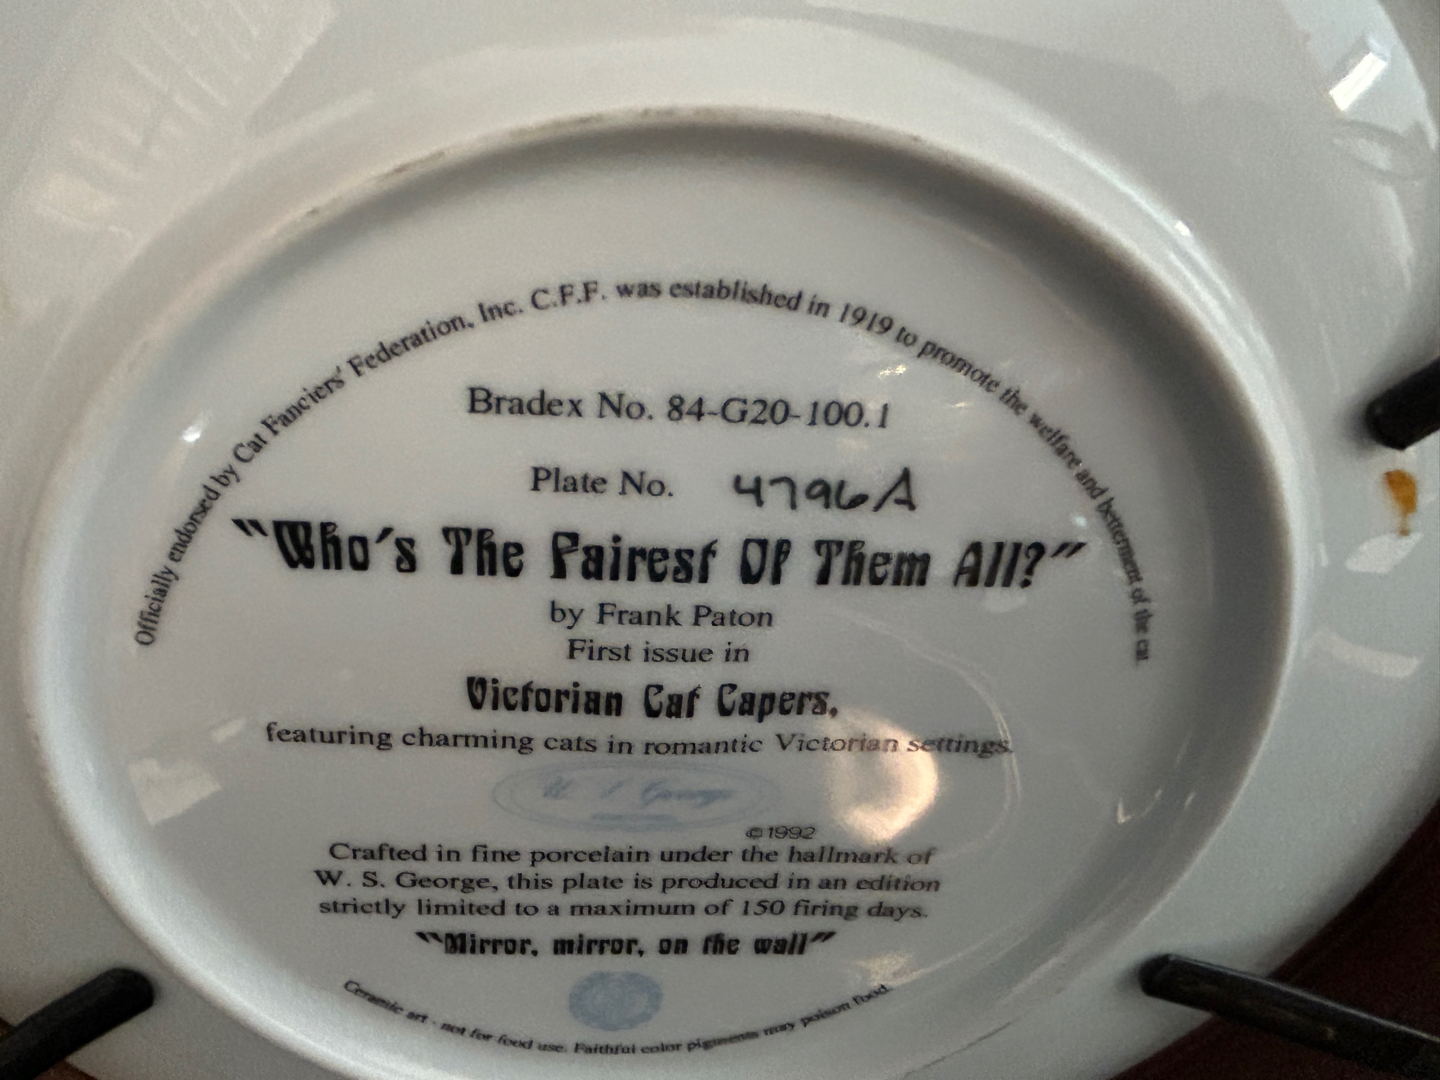 Officially endorsed by Cat Fanciers' Federation, Inc. C.F.F. was established in 1919 to promote the welfare and betterment of the cat.
Bradex No. 84-G20-100.1
Plate No. 4796A
"Who's The Fairest Of Them All?"
by Frank Paton
First issue in
Victorian Cat Capers,
featuring charming cats in romantic Victorian settings.
W S George
©1992
Crafted in fine porcelain under the hallmark of
W. S. George, this plate is produced in an edition
strictly limited to a maximum of 150 firing days.
"Mirror, mirror, on the wall"
Ceramic art - not for food use. Faithful color pigments may poison food.